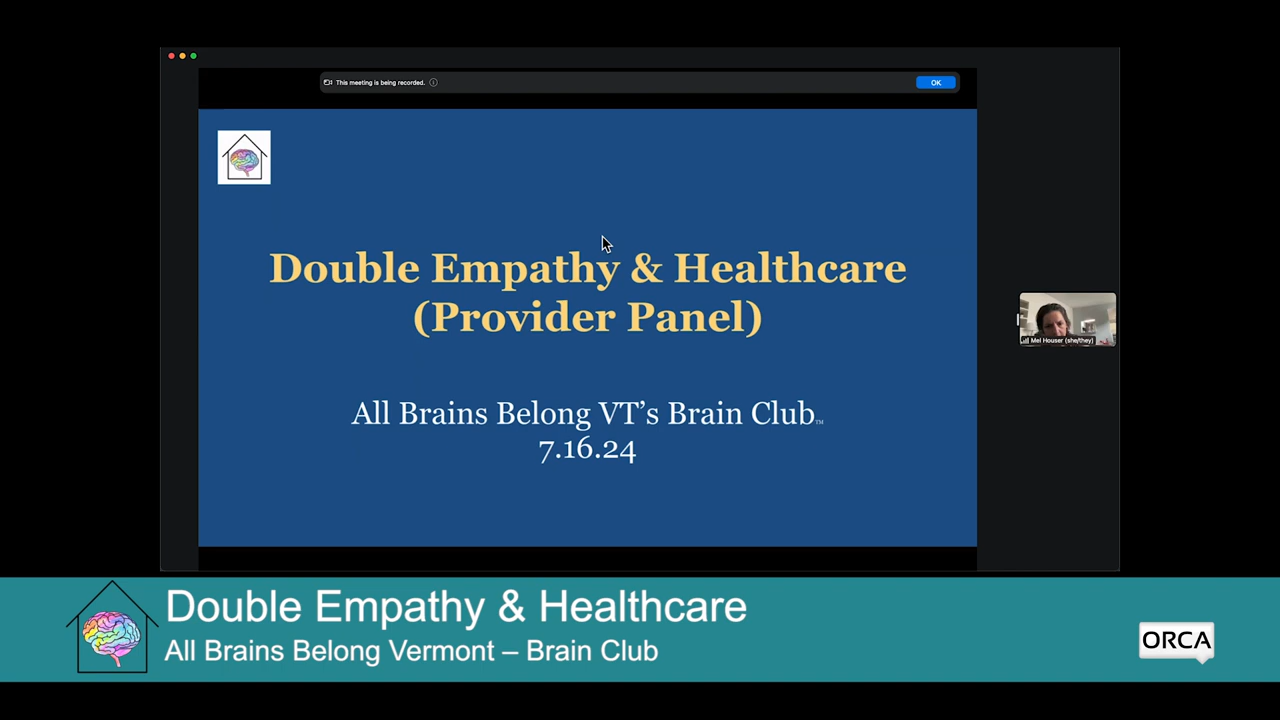 This meeting is being recorded.
OK
Double Empathy & Healthcare
(Provider Panel)
All Brains Belong VT’s Brain Club™
7.16.24
Mel Houser (she/they)
Double Empathy & Healthcare
All Brains Belong Vermont – Brain Club
ORCA